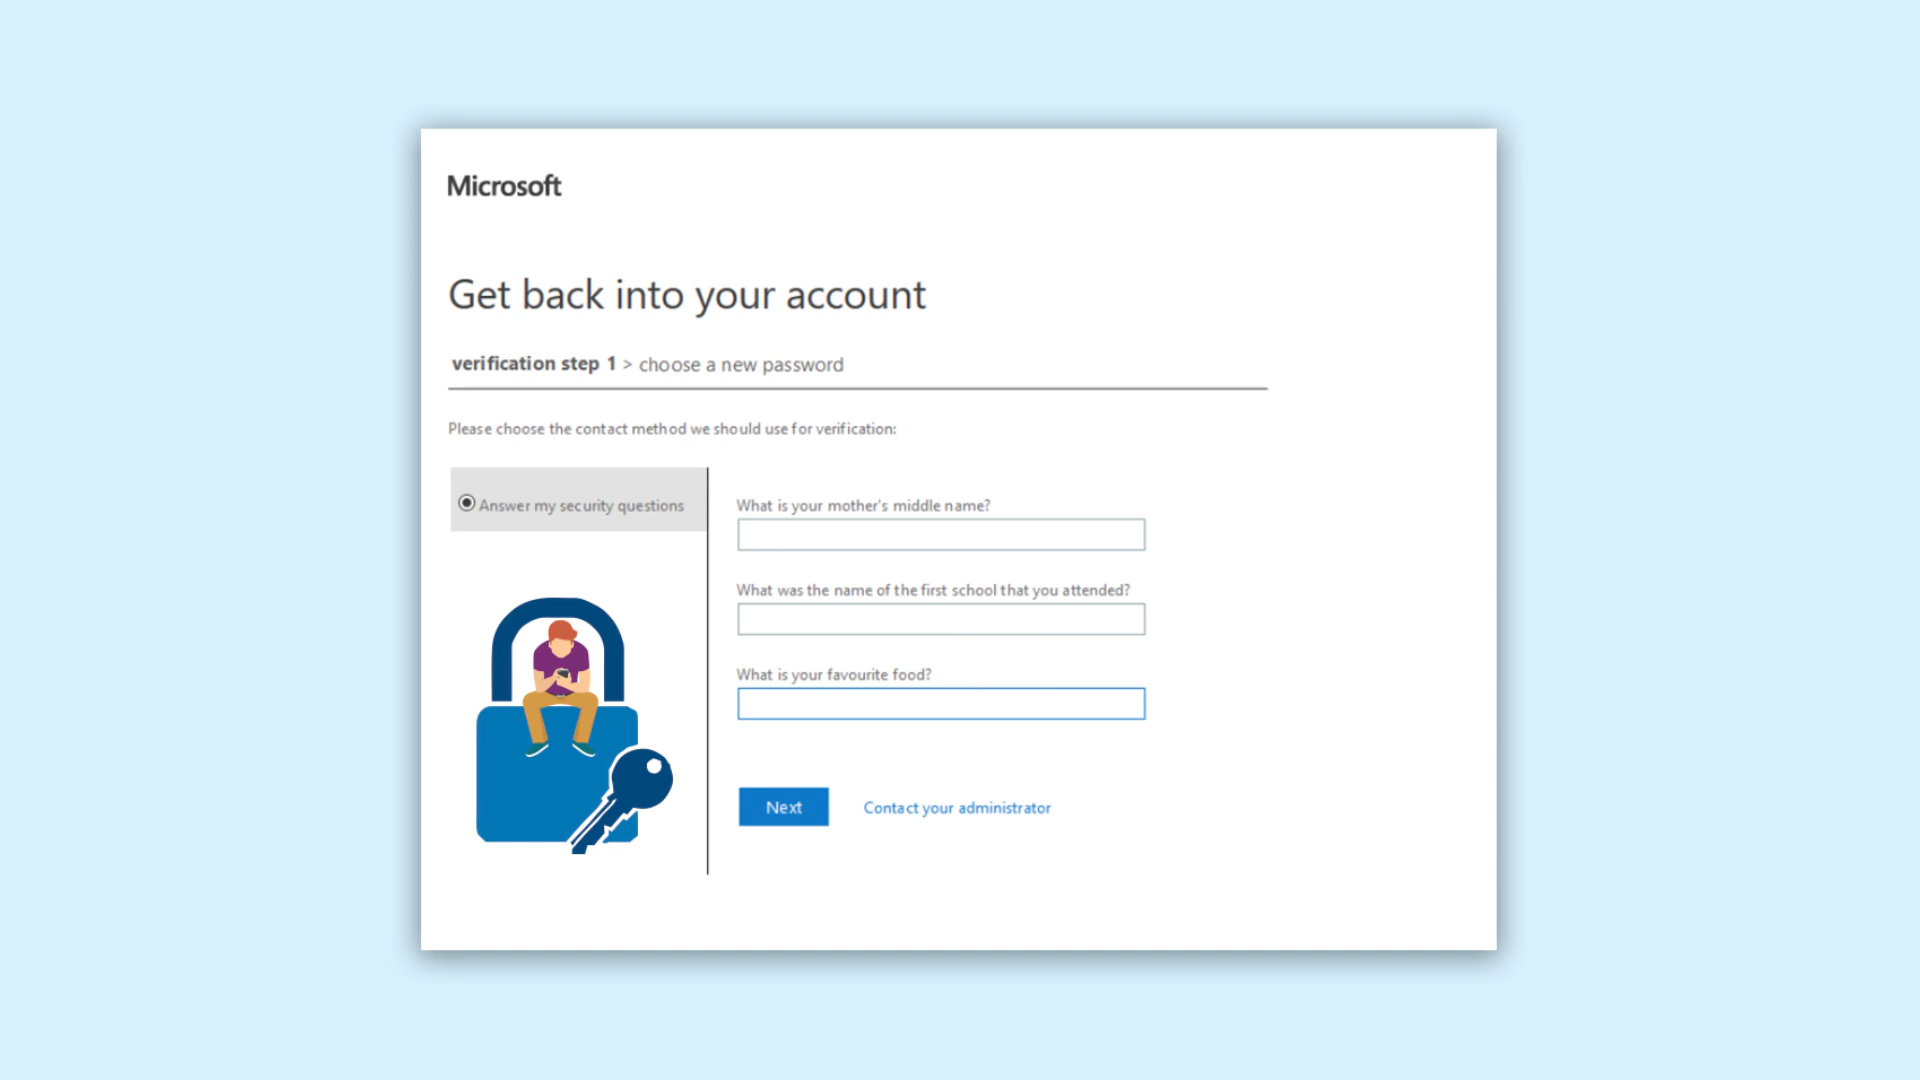 Microsoft
Get back into your account
verification step 1 > choose a new password
Please choose the contact method we should use for verification:
Answer my security questions
What is your mother's middle name?
What was the name of the first school that you attended?
What is your favourite food?
Next
Contact your administrator